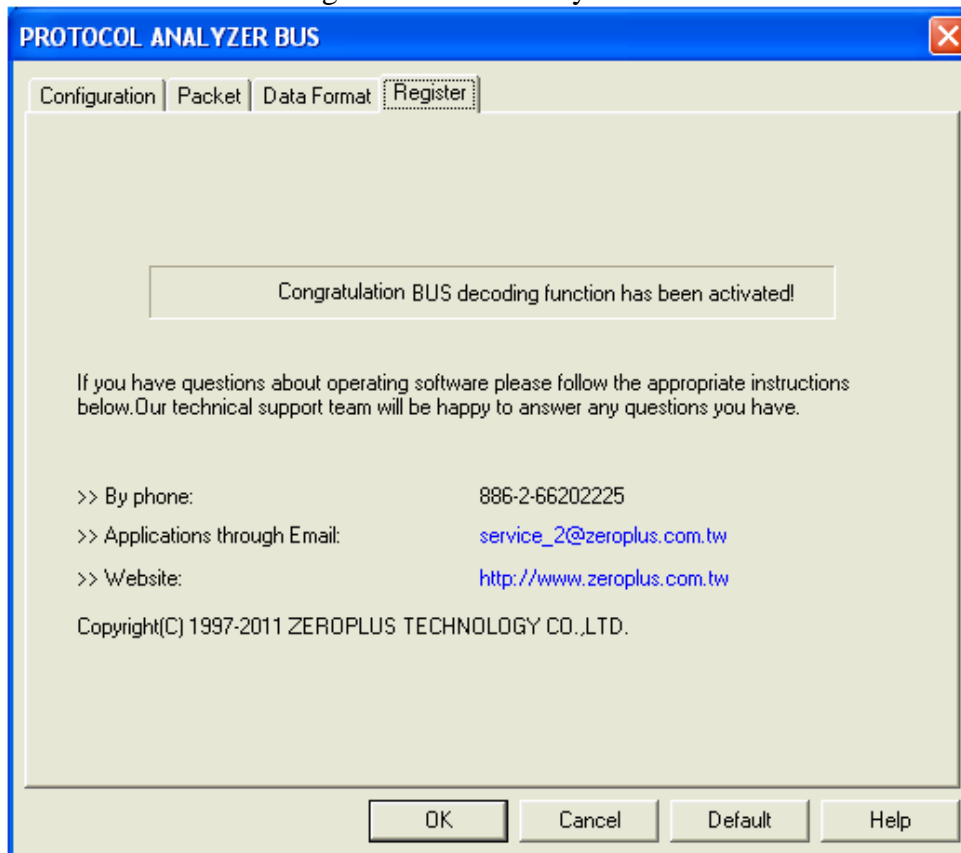 PROTOCOL ANALYZER BUS
Configuration Packet Data Format Register
Congratulation BUS decoding function has been activated!
If you have questions about operating software please follow the appropriate instructions
below.Our technical support team will be happy to answer any questions you have.
>> By phone: 886-2-66202225
>> Applications through Email: service_2@zeroplus.com.tw
>> Website: http://www.zeroplus.com.tw
Copyright(C) 1997-2011 ZEROPLUS TECHNOLOGY CO.,LTD.
OK Cancel Default Help